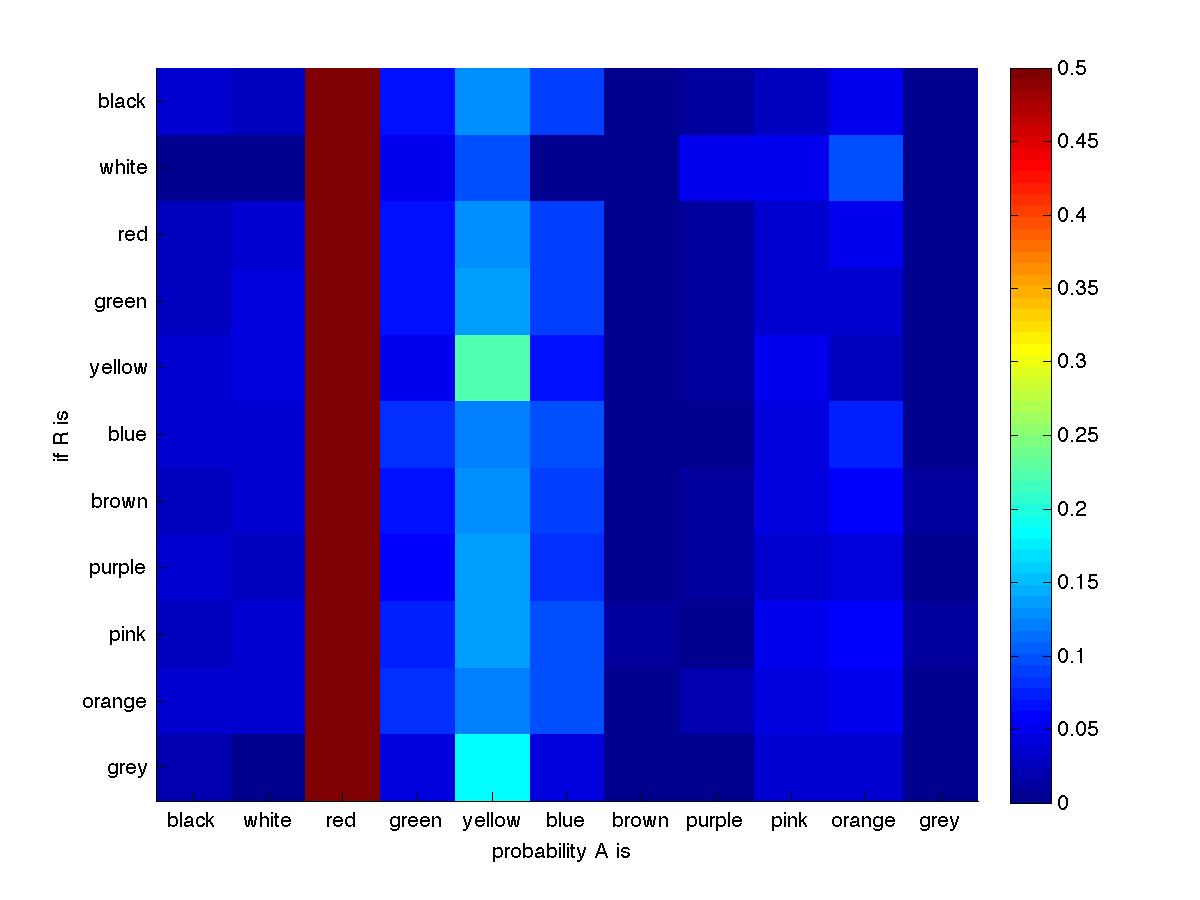 black
white
red
green
yellow
blue
brown
purple
pink
orange
grey
if R is
black white red green yellow blue brown purple pink orange grey
probability A is
0.5
0.45
0.4
0.35
0.3
0.25
0.2
0.15
0.1
0.05
0